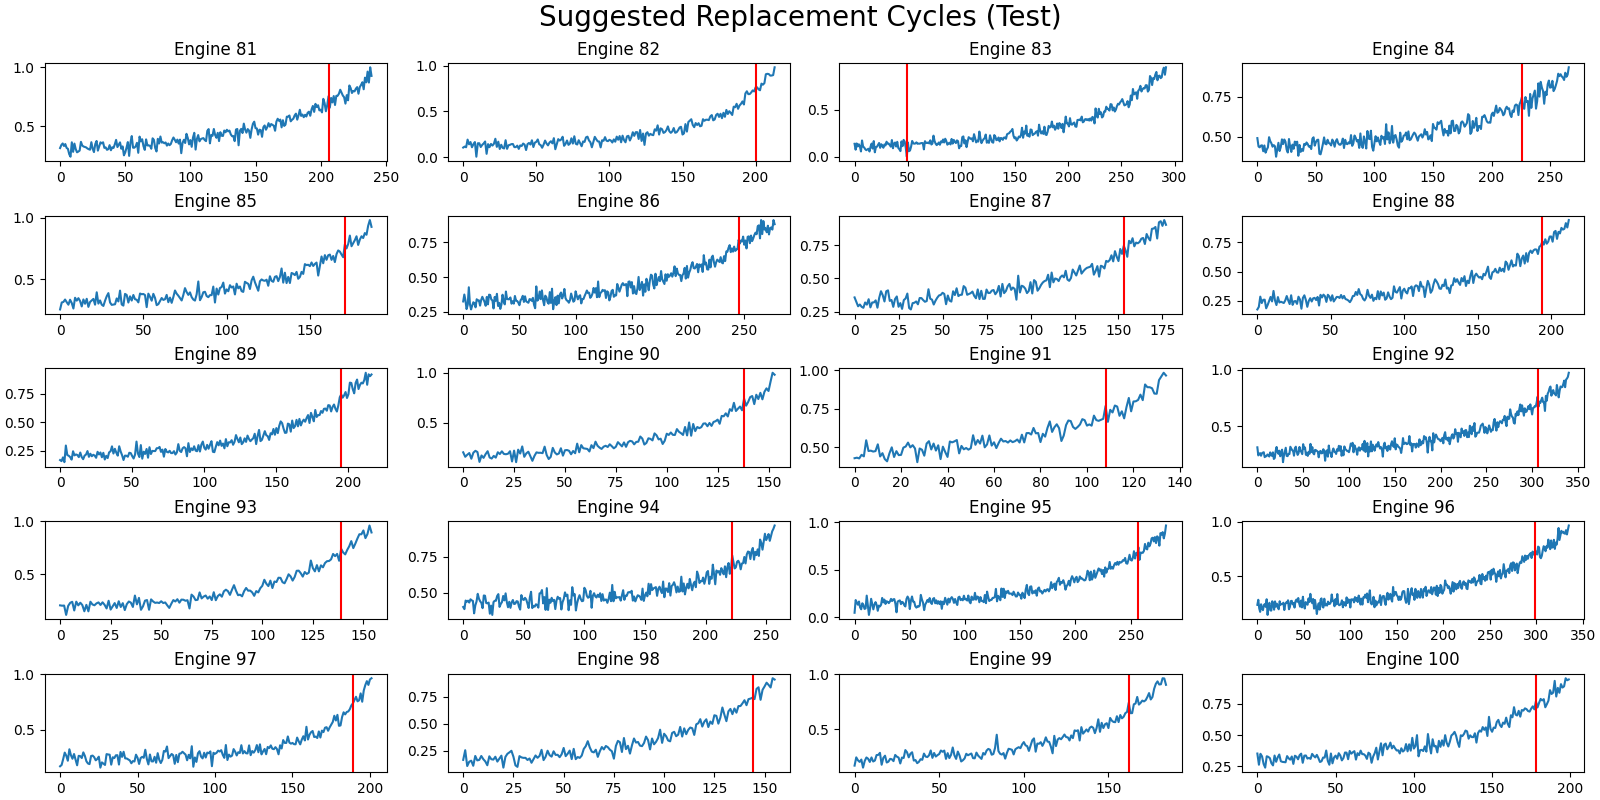 Suggested Replacement Cycles (Test)
Engine 81
Engine 82
Engine 83
Engine 84
1.0
0.5
0 50 100 150 200 250
1.0
0.5
0.0
0 50 100 150 200
0.5
0.0
0 50 100 150 200 250 300
0.75
0.50
0 50 100 150 200 250
Engine 85
Engine 86
Engine 87
Engine 88
1.0
0.5
0 50 100 150
0.75
0.50
0.25
0 50 100 150 200 250
0.75
0.50
0.25
0 25 50 75 100 125 150 175
0.75
0.50
0.25
0 50 100 150 200
Engine 89
Engine 90
Engine 91
Engine 92
0.75
0.50
0.25
0 50 100 150 200
1.0
0.5
0 25 50 75 100 125 150
1.00
0.75
0.50
0 20 40 60 80 100 120 140
1.0
0.5
0 50 100 150 200 250 300 350
Engine 93
Engine 94
Engine 95
Engine 96
1.0
0.5
0 25 50 75 100 125 150
0.75
0.50
0 50 100 150 200 250
1.0
0.5
0.0
0 50 100 150 200 250
1.0
0.5
0 50 100 150 200 250 300 350
Engine 97
Engine 98
Engine 99
Engine 100
1.0
0.5
0 50 100 150 200
0.75
0.50
0.25
0 25 50 75 100 125 150
1.0
0.5
0 50 100 150
0.75
0.50
0.25
0 50 100 150 200